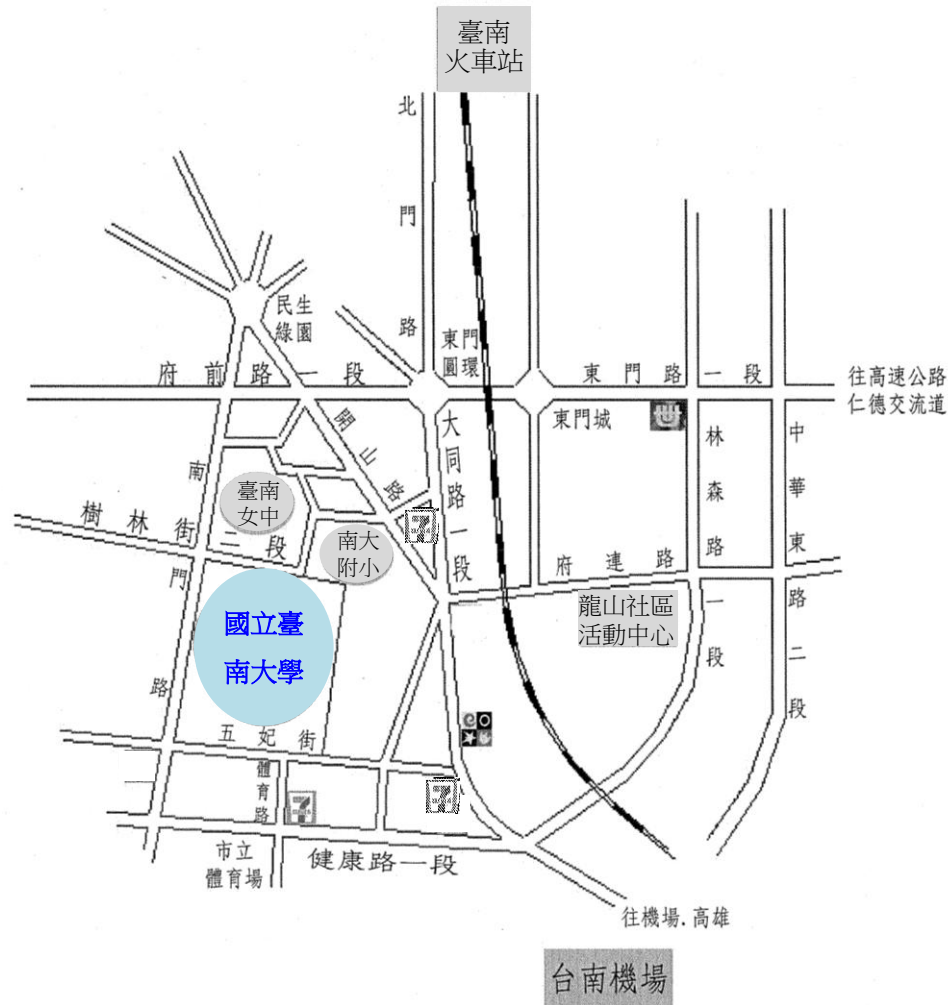 臺南
火車站
北門路
民生
綠園
東門
圓環
府前路一段
東門路一段
往高速公路
仁德交流道
東門城
開山路
大同路一段
林森路一段
中華東路二段
南門路
臺南
女中
樹林街二段
南大
附小
7
府連路
龍山社區
活動中心
國立臺
南大學
五妃街
體育路
7
7
市立
體育場
健康路一段
往機場.高雄
台南機場